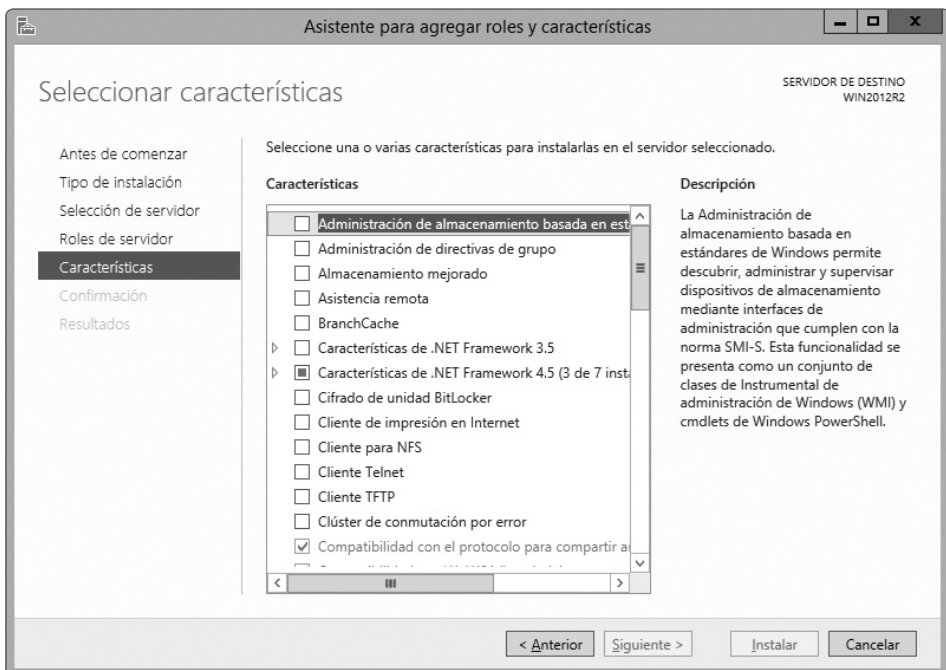 Asistente para agregar roles y características
Seleccionar características
SERVIDOR DE DESTINO
WIN2012R2
Antes de comenzar
Tipo de instalación
Selección de servidor
Roles de servidor
Características
Confirmación
Resultados
Seleccione una o varias características para instalarlas en el servidor seleccionado.
Características
Administración de almacenamiento basada en est
Administración de directivas de grupo
Almacenamiento mejorado
Asistencia remota
BranchCache
Características de .NET Framework 3.5
Características de .NET Framework 4.5 (3 de 7 insta
Cifrado de unidad BitLocker
Cliente de impresión en Internet
Cliente para NFS
Cliente Telnet
Cliente TFTP
Clúster de conmutación por error
Compatibilidad con el protocolo para compartir a
Descripción
La Administración de
almacenamiento basada en
estándares de Windows permite
descubrir, administrar y supervisar
dispositivos de almacenamiento
mediante interfaces de
administración que cumplen con la
norma SMI-S. Esta funcionalidad se
presenta como un conjunto de
clases de Instrumental de
administración de Windows (WMI) y
cmdlets de Windows PowerShell.
< Anterior
Siguiente >
Instalar
Cancelar